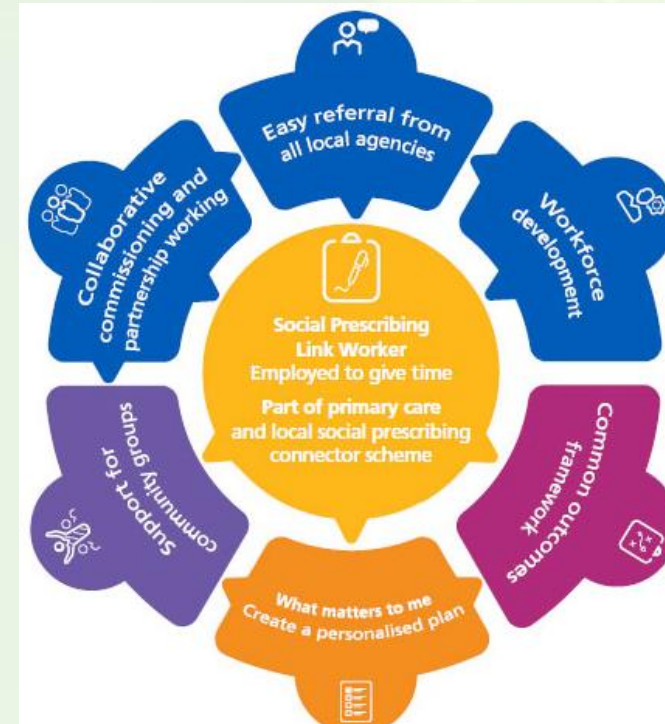 Easy referral from
all local agencies
Workforce
development
Common outcomes
framework
What matters to me
Create a personalised plan
Support for
community groups
Collaborative
commissioning and
partnership working
Social Prescribing
Link Worker
Employed to give time
Part of primary care
and local social prescribing
connector scheme